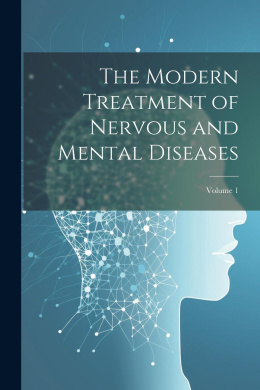 The Modern
Treatment of
Nervous and
Mental Diseases
Volume 1